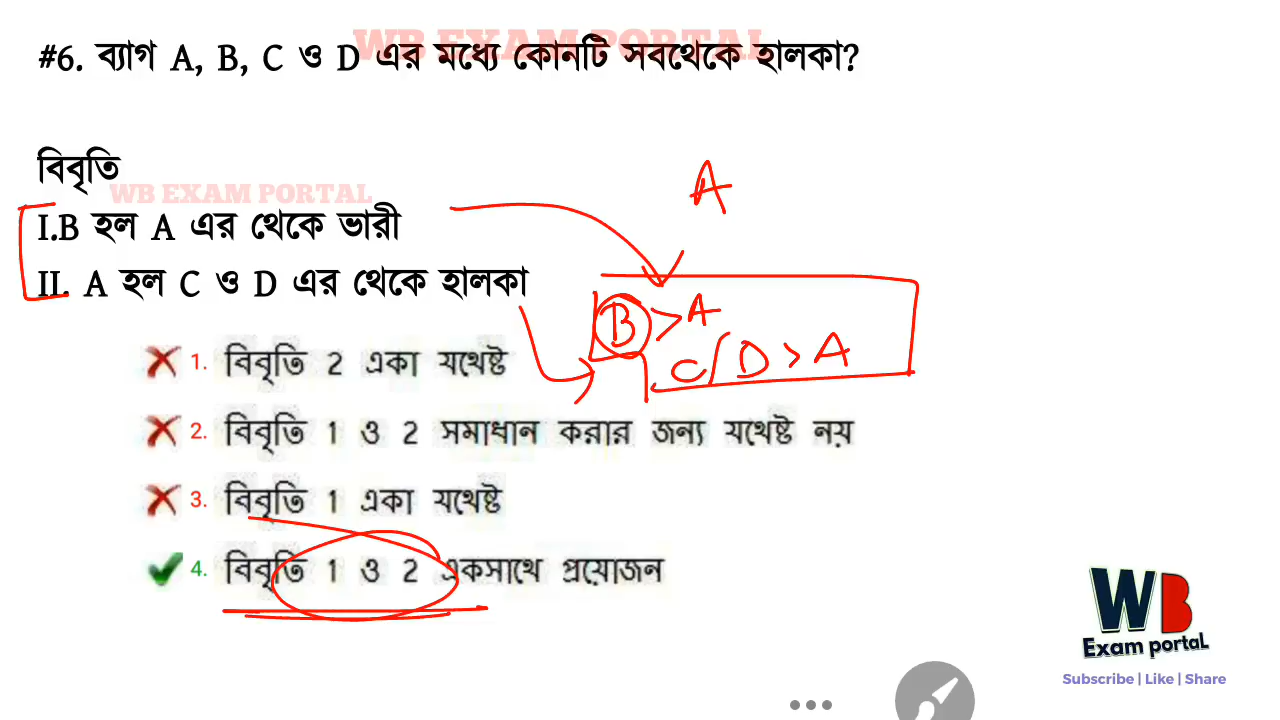 #6. ব্যাগ A, B, C ও D এর মধ্যে কোনটি সবথেকে হালকা?
WB EXAM PORTAL
বিবৃতি
WB EXAM PORTAL
A
I.B হল A এর থেকে ভারী
II. A হল C ও D এর থেকে হালকা
B > A
C/D > A
1. বিবৃতি 2 একা যথেষ্ট
2. বিবৃতি 1 ও 2 সমাধান করার জন্য যথেষ্ট নয়
3. বিবৃতি 1 একা যথেষ্ট
4. বিবৃতি 1 ও 2 একসাথে প্রয়োজন
WB
Exam portaL
Subscribe | Like | Share